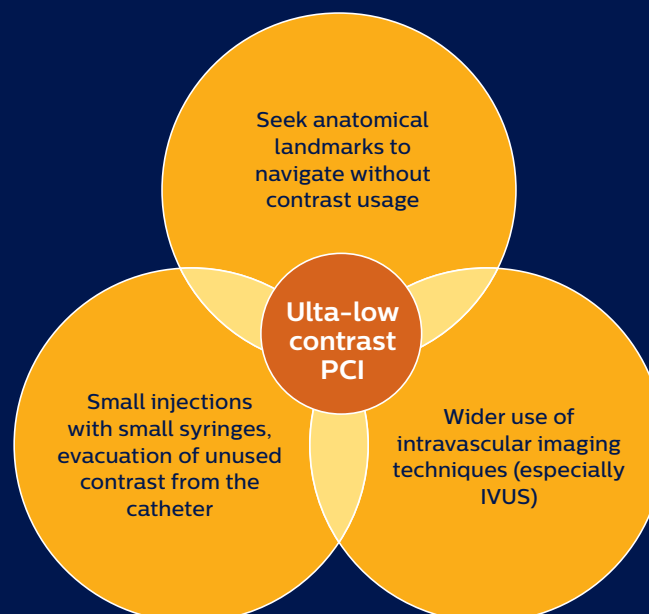 Seek anatomical
landmarks to
navigate without
contrast usage
Ulta-low
contrast
PCI
Small injections
with small syringes,
evacuation of unused
contrast from the
catheter
Wider use of
intravascular imaging
techniques (especially
IVUS)